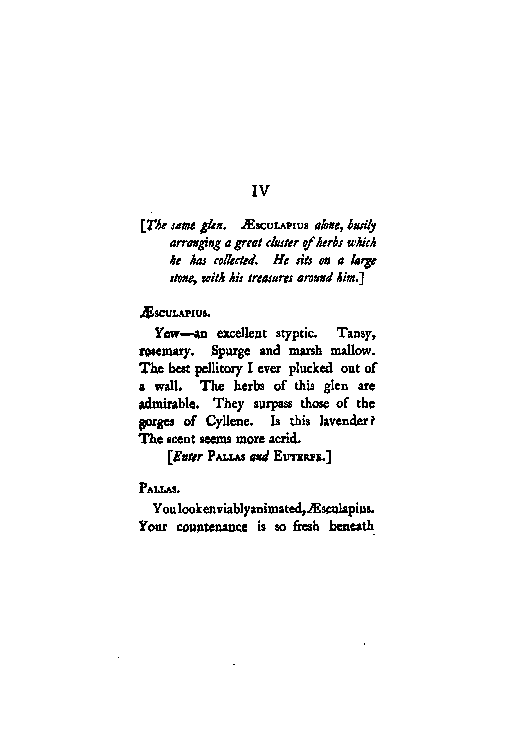 IV
[The same glen. ÆSCULAPIUS alone, busily
arranging a great cluster of herbs which
he has collected. He sits on a large
stone, with his treasures around him.]
ÆSCULAPIUS.
Yew—an excellent styptic. Tansy,
rosemary. Spurge and marsh mallow.
The best pellitory I ever plucked out of
a wall. The herbs of this glen are
admirable. They surpass those of the
gorges of Cyllene. Is this lavender?
The scent seems more acrid.
[Enter PALLAS and EUTERPE.]
PALLAS.
You look enviably animated, Æsculapius.
Your countenance is so fresh beneath